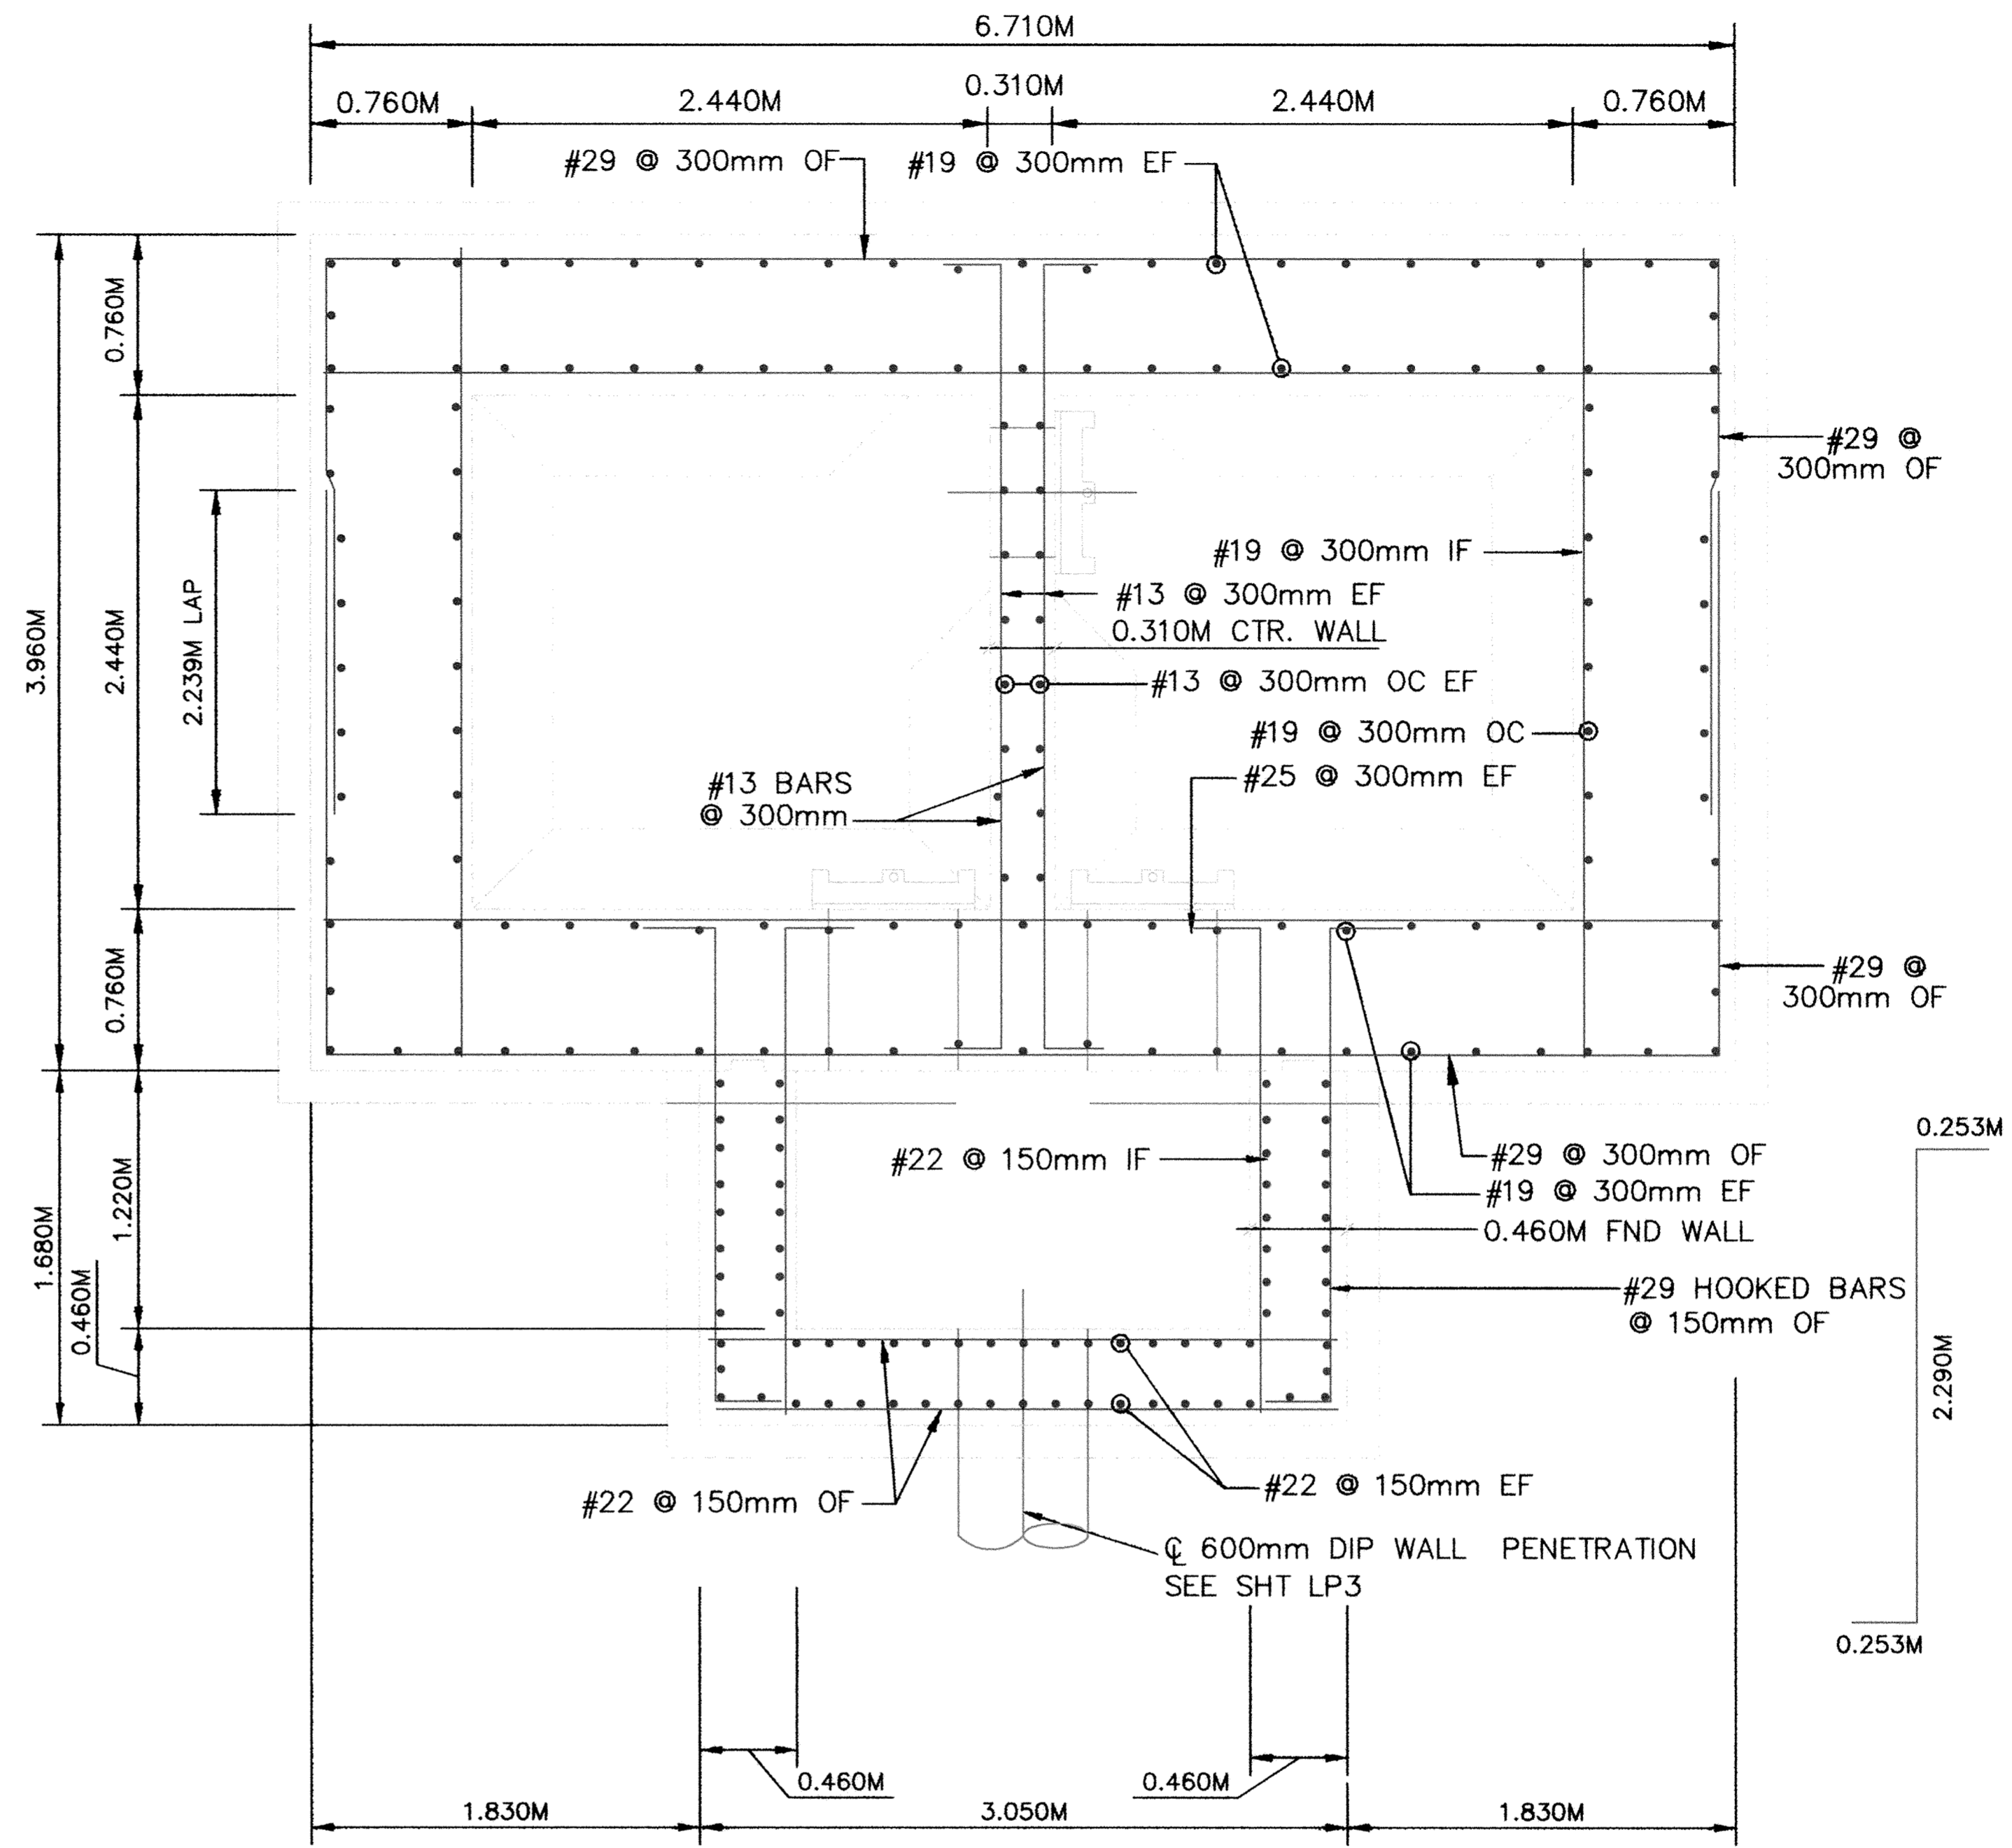 6.710M
0.310M
0.760M
2.440M
2.440M
0.760M
#29 @ 300mm OF
#19 @ 300mm EF
0.760M
3.960M
2.440M
2.239M LAP
0.760M
#29 @
300mm OF
#19 @ 300mm IF
#13 @ 300mm EF
0.310M CTR. WALL
#13 @ 300mm OC EF
#19 @ 300mm OC
#25 @ 300mm EF
#13 BARS
@ 300mm
#29 @
300mm OF
1.680M
1.220M
0.460M
#22 @ 150mm IF
#29 @ 300mm OF
#19 @ 300mm EF
0.460M FND WALL
#29 HOOKED BARS
@ 150mm OF
0.253M
2.290M
0.253M
#22 @ 150mm OF
#22 @ 150mm EF
℄ 600mm DIP WALL PENETRATION
SEE SHT LP3
0.460M
0.460M
1.830M
3.050M
1.830M